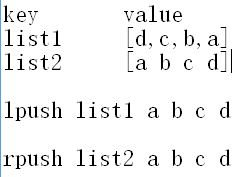 key value
list1 [d,c,b,a]
list2 [a b c d]
lpush list1 a b c d
rpush list2 a b c d